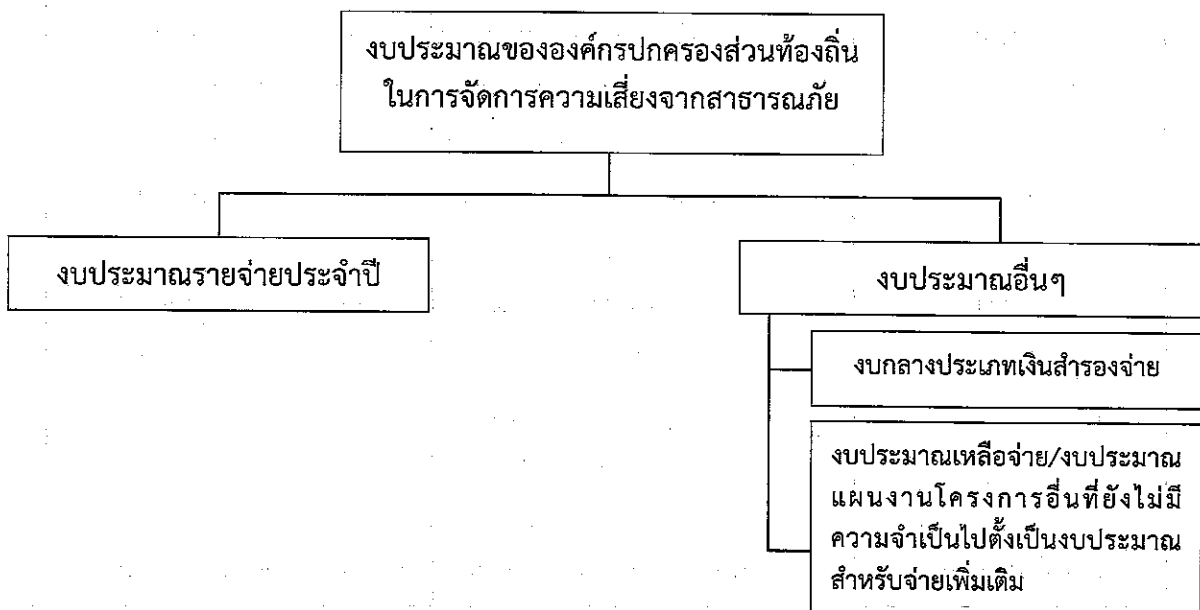 งบประมาณขององค์กรปกครองส่วนท้องถิ่น
ในการจัดการความเสี่ยงจากสาธารณภัย
งบประมาณรายจ่ายประจำปี
งบประมาณอื่นๆ
งบกลางประเภทเงินสำรองจ่าย
งบประมาณเหลือจ่าย/งบประมาณ
แผนงานโครงการอื่นที่ยังไม่มี
ความจำเป็นไปตั้งเป็นงบประมาณ
สำหรับจ่ายเพิ่มเติม